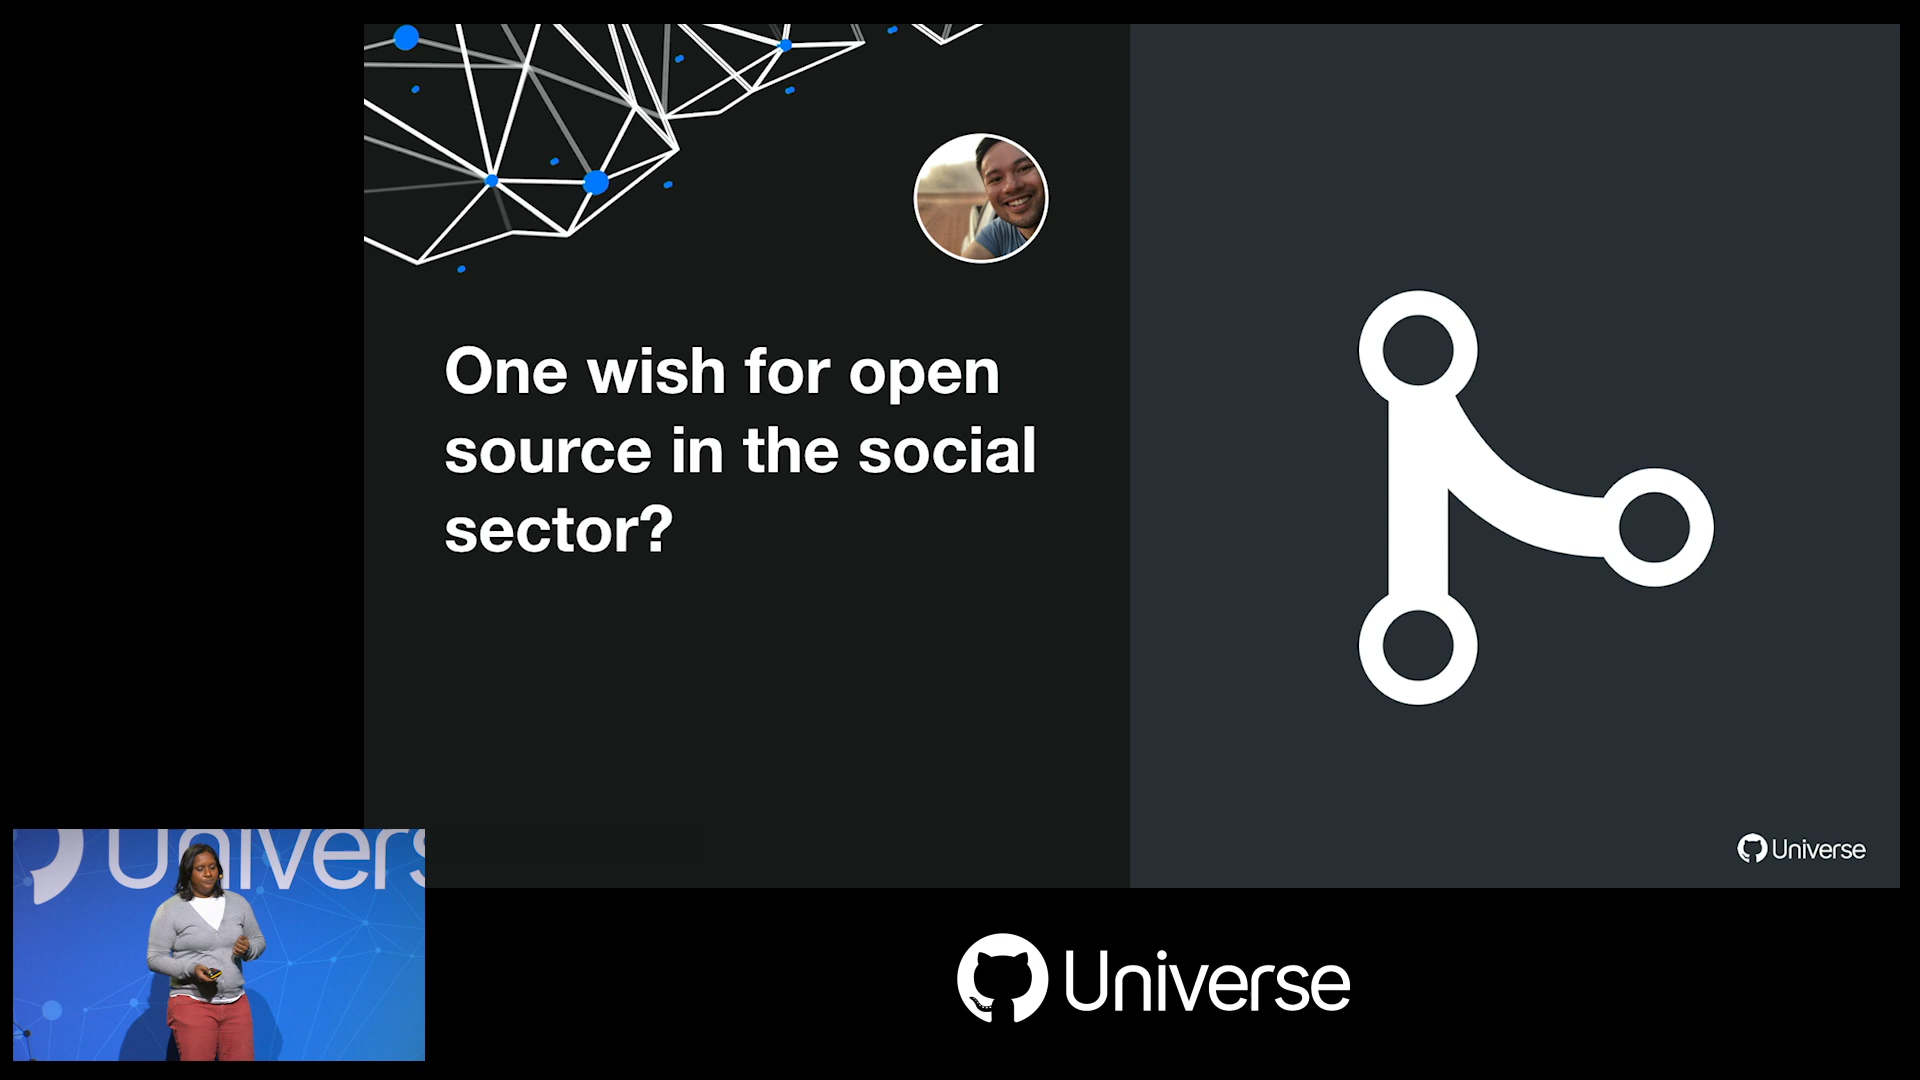 One wish for open
source in the social
sector?
Universe
Univers
Universe